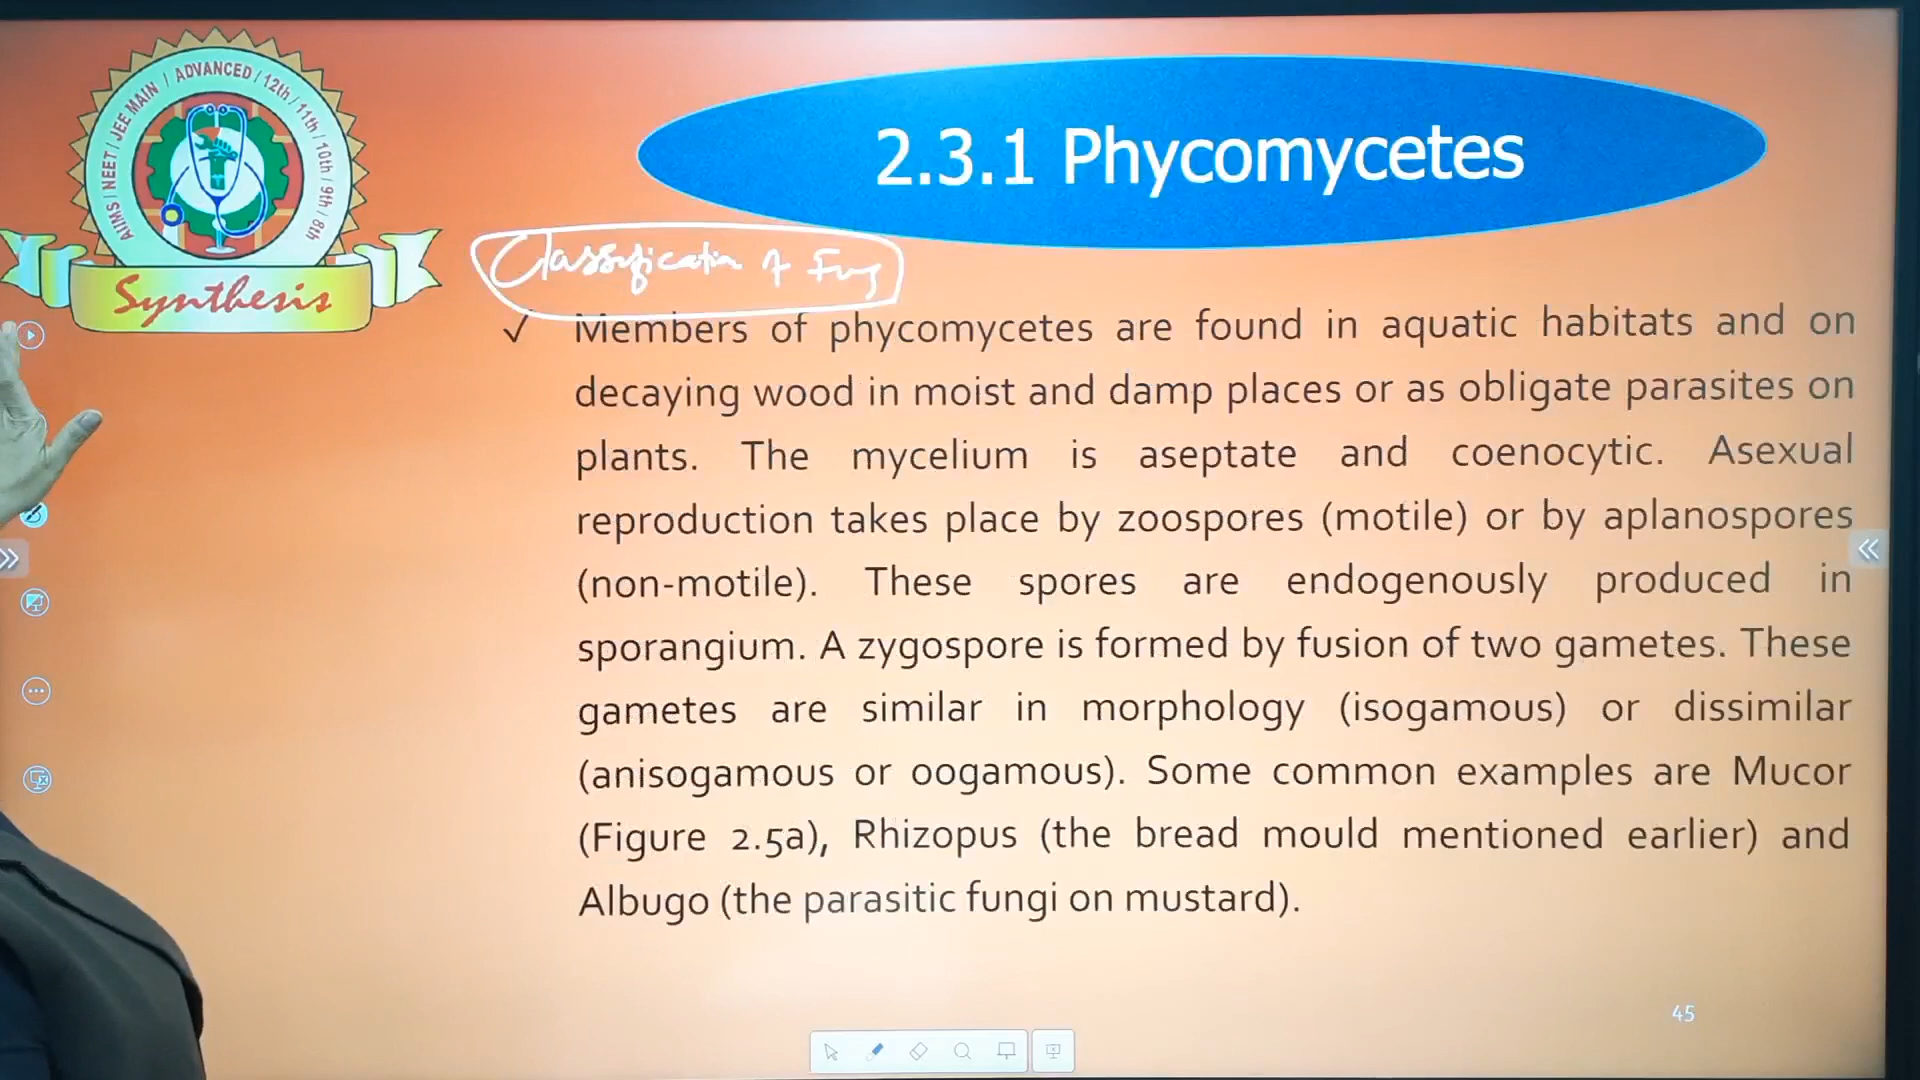 AIIMS / NEET / JEE MAIN / ADVANCED / 12th / 11th / 10th / 9th / 8th
Synthesis
2.3.1 Phycomycetes
Classification of Fungi
✓ Members of phycomycetes are found in aquatic habitats and on
decaying wood in moist and damp places or as obligate parasites on
plants. The mycelium is aseptate and coenocytic. Asexual
reproduction takes place by zoospores (motile) or by aplanospores
(non-motile). These spores are endogenously produced in
sporangium. A zygospore is formed by fusion of two gametes. These
gametes are similar in morphology (isogamous) or dissimilar
(anisogamous or oogamous). Some common examples are Mucor
(Figure 2.5a), Rhizopus (the bread mould mentioned earlier) and
Albugo (the parasitic fungi on mustard).
45